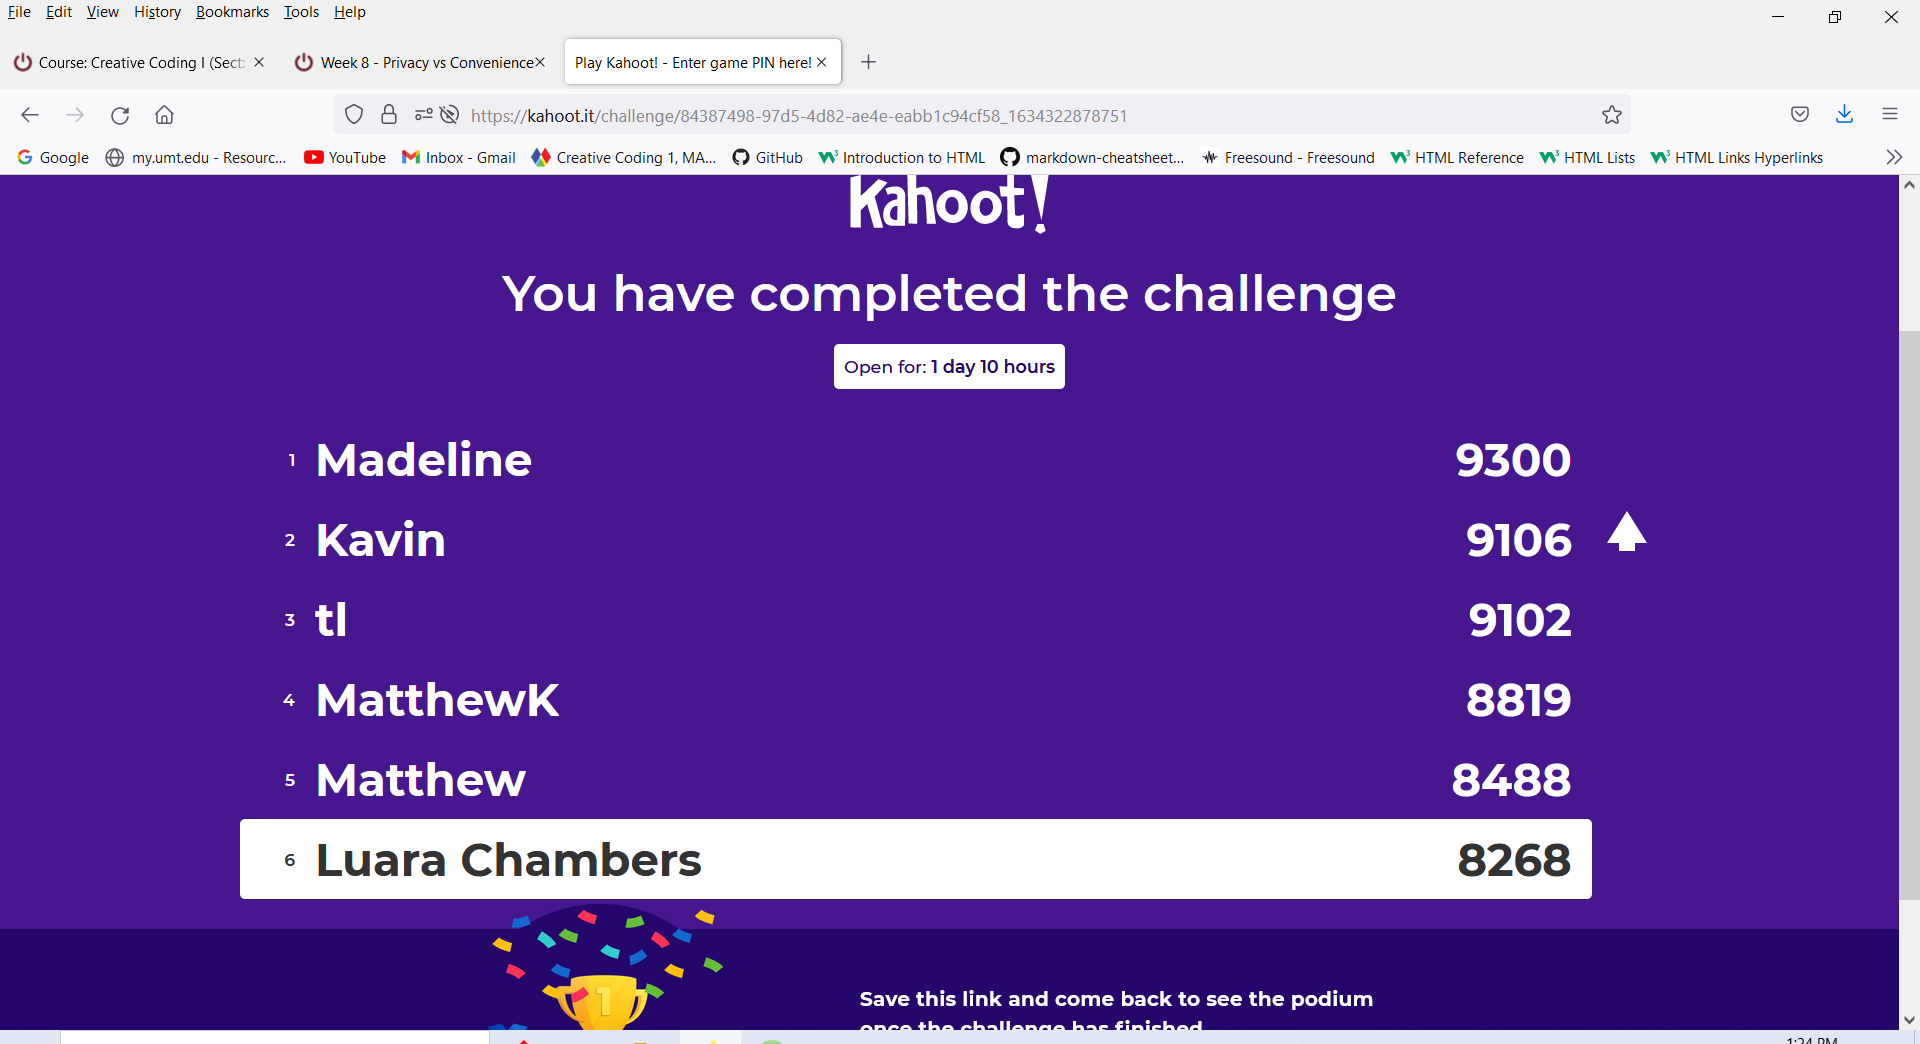 File Edit View History Bookmarks Tools Help
Course: Creative Coding I (Sect:
Week 8 - Privacy vs Convenience
Play Kahoot! - Enter game PIN here!
https://kahoot.it/challenge/84387498-97d5-4d82-ae4e-eabb1c94cf58_1634322878751
Google my.umt.edu - Resourc... YouTube Inbox - Gmail Creative Coding 1, MA... GitHub Introduction to HTML markdown-cheatsheet... Freesound - Freesound HTML Reference HTML Lists HTML Links Hyperlinks
Kahoot!
You have completed the challenge
Open for: 1 day 10 hours
1 Madeline 9300
2 Kavin 9106
3 tl 9102
4 MatthewK 8819
5 Matthew 8488
6 Luara Chambers 8268
1
Save this link and come back to see the podium
once the challenge has finished
1:24 PM